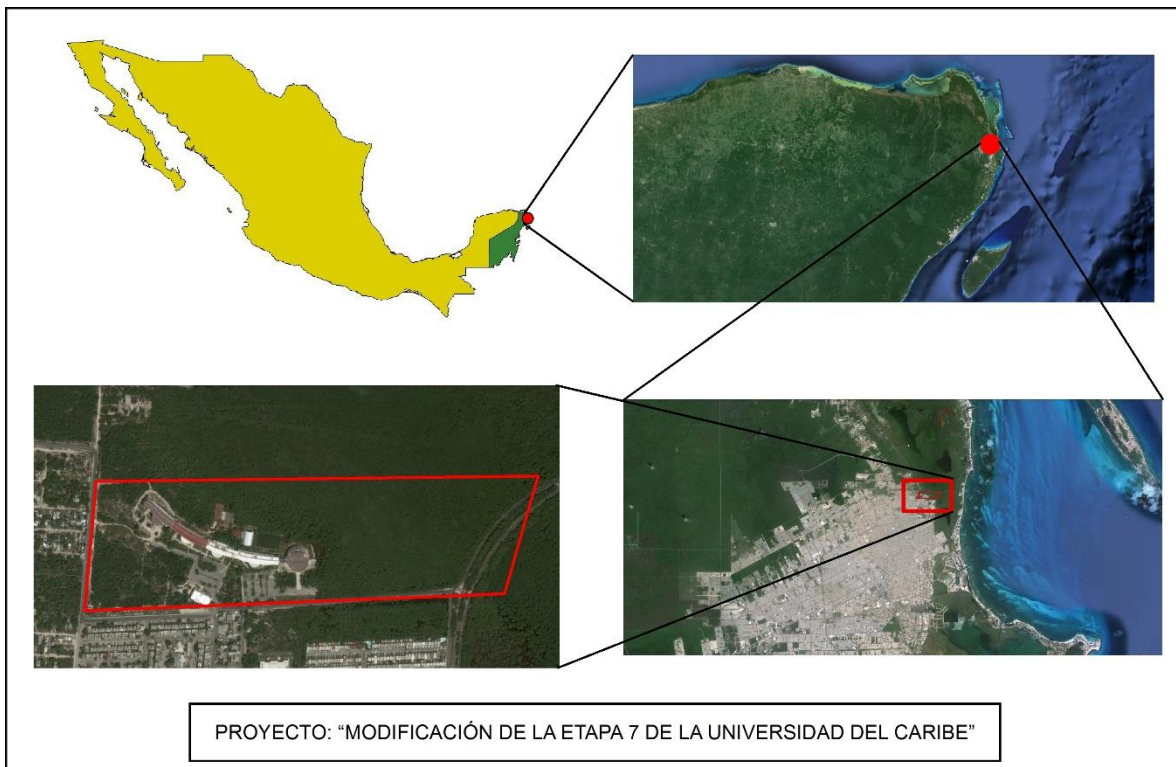 PROYECTO: “MODIFICACIÓN DE LA ETAPA 7 DE LA UNIVERSIDAD DEL CARIBE”